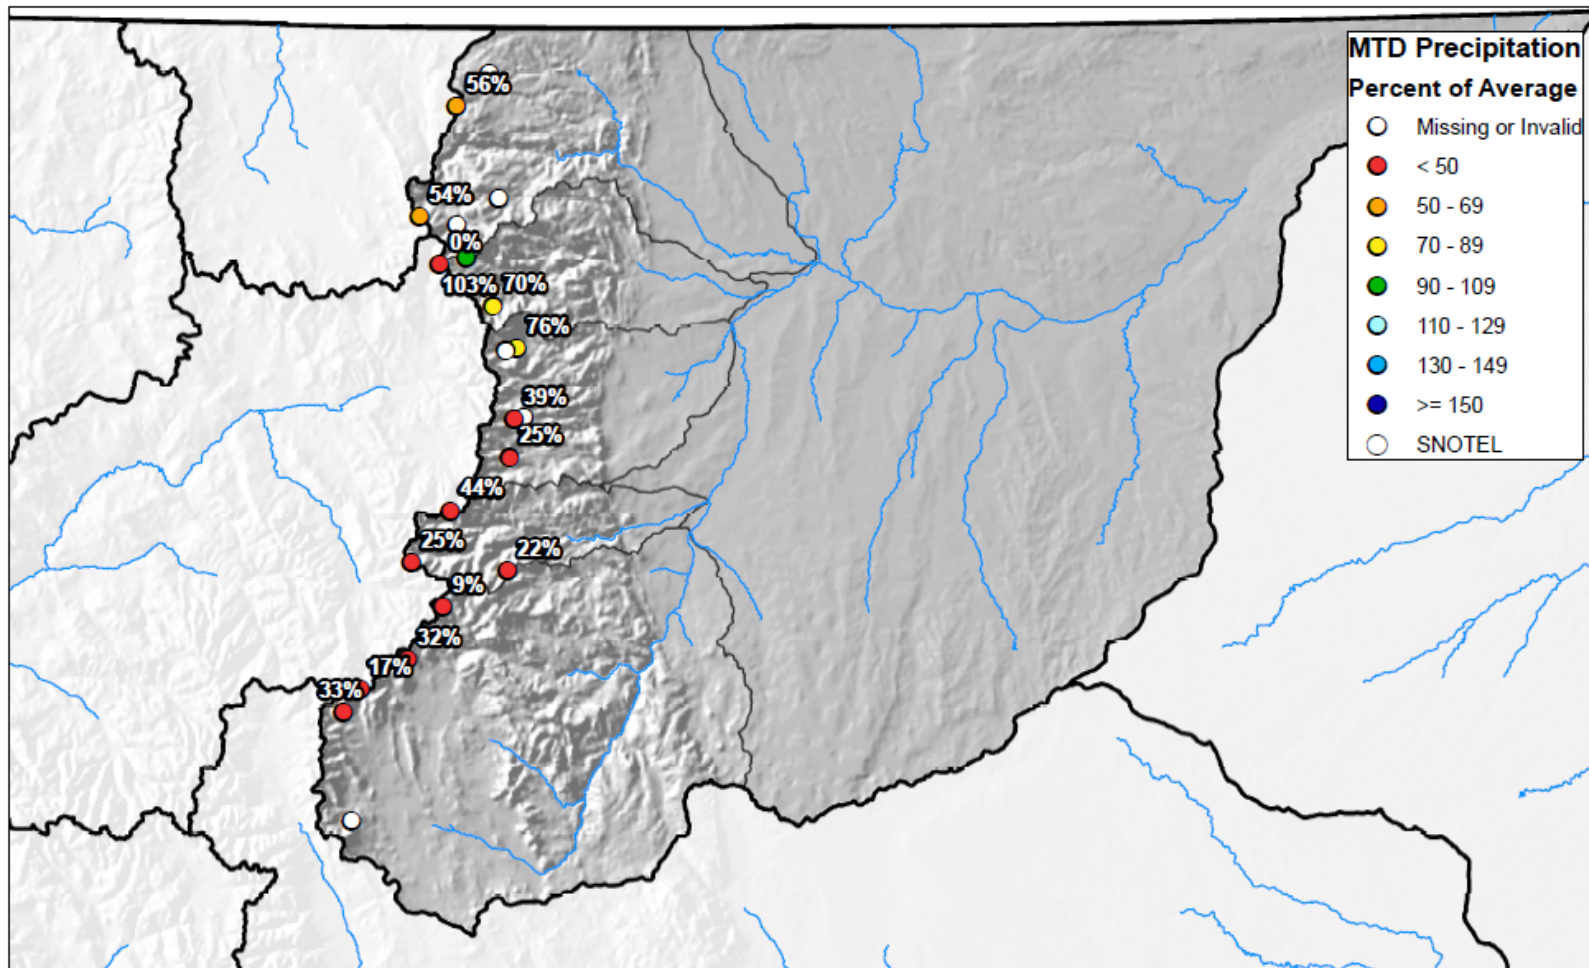 MTD Precipitation
Percent of Average
Missing or Invalid
< 50
50 - 69
70 - 89
90 - 109
110 - 129
130 - 149
>= 150
SNOTEL
56%
54%
0%
103% 70%
76%
39%
25%
44%
25%
22%
9%
32%
17%
33%